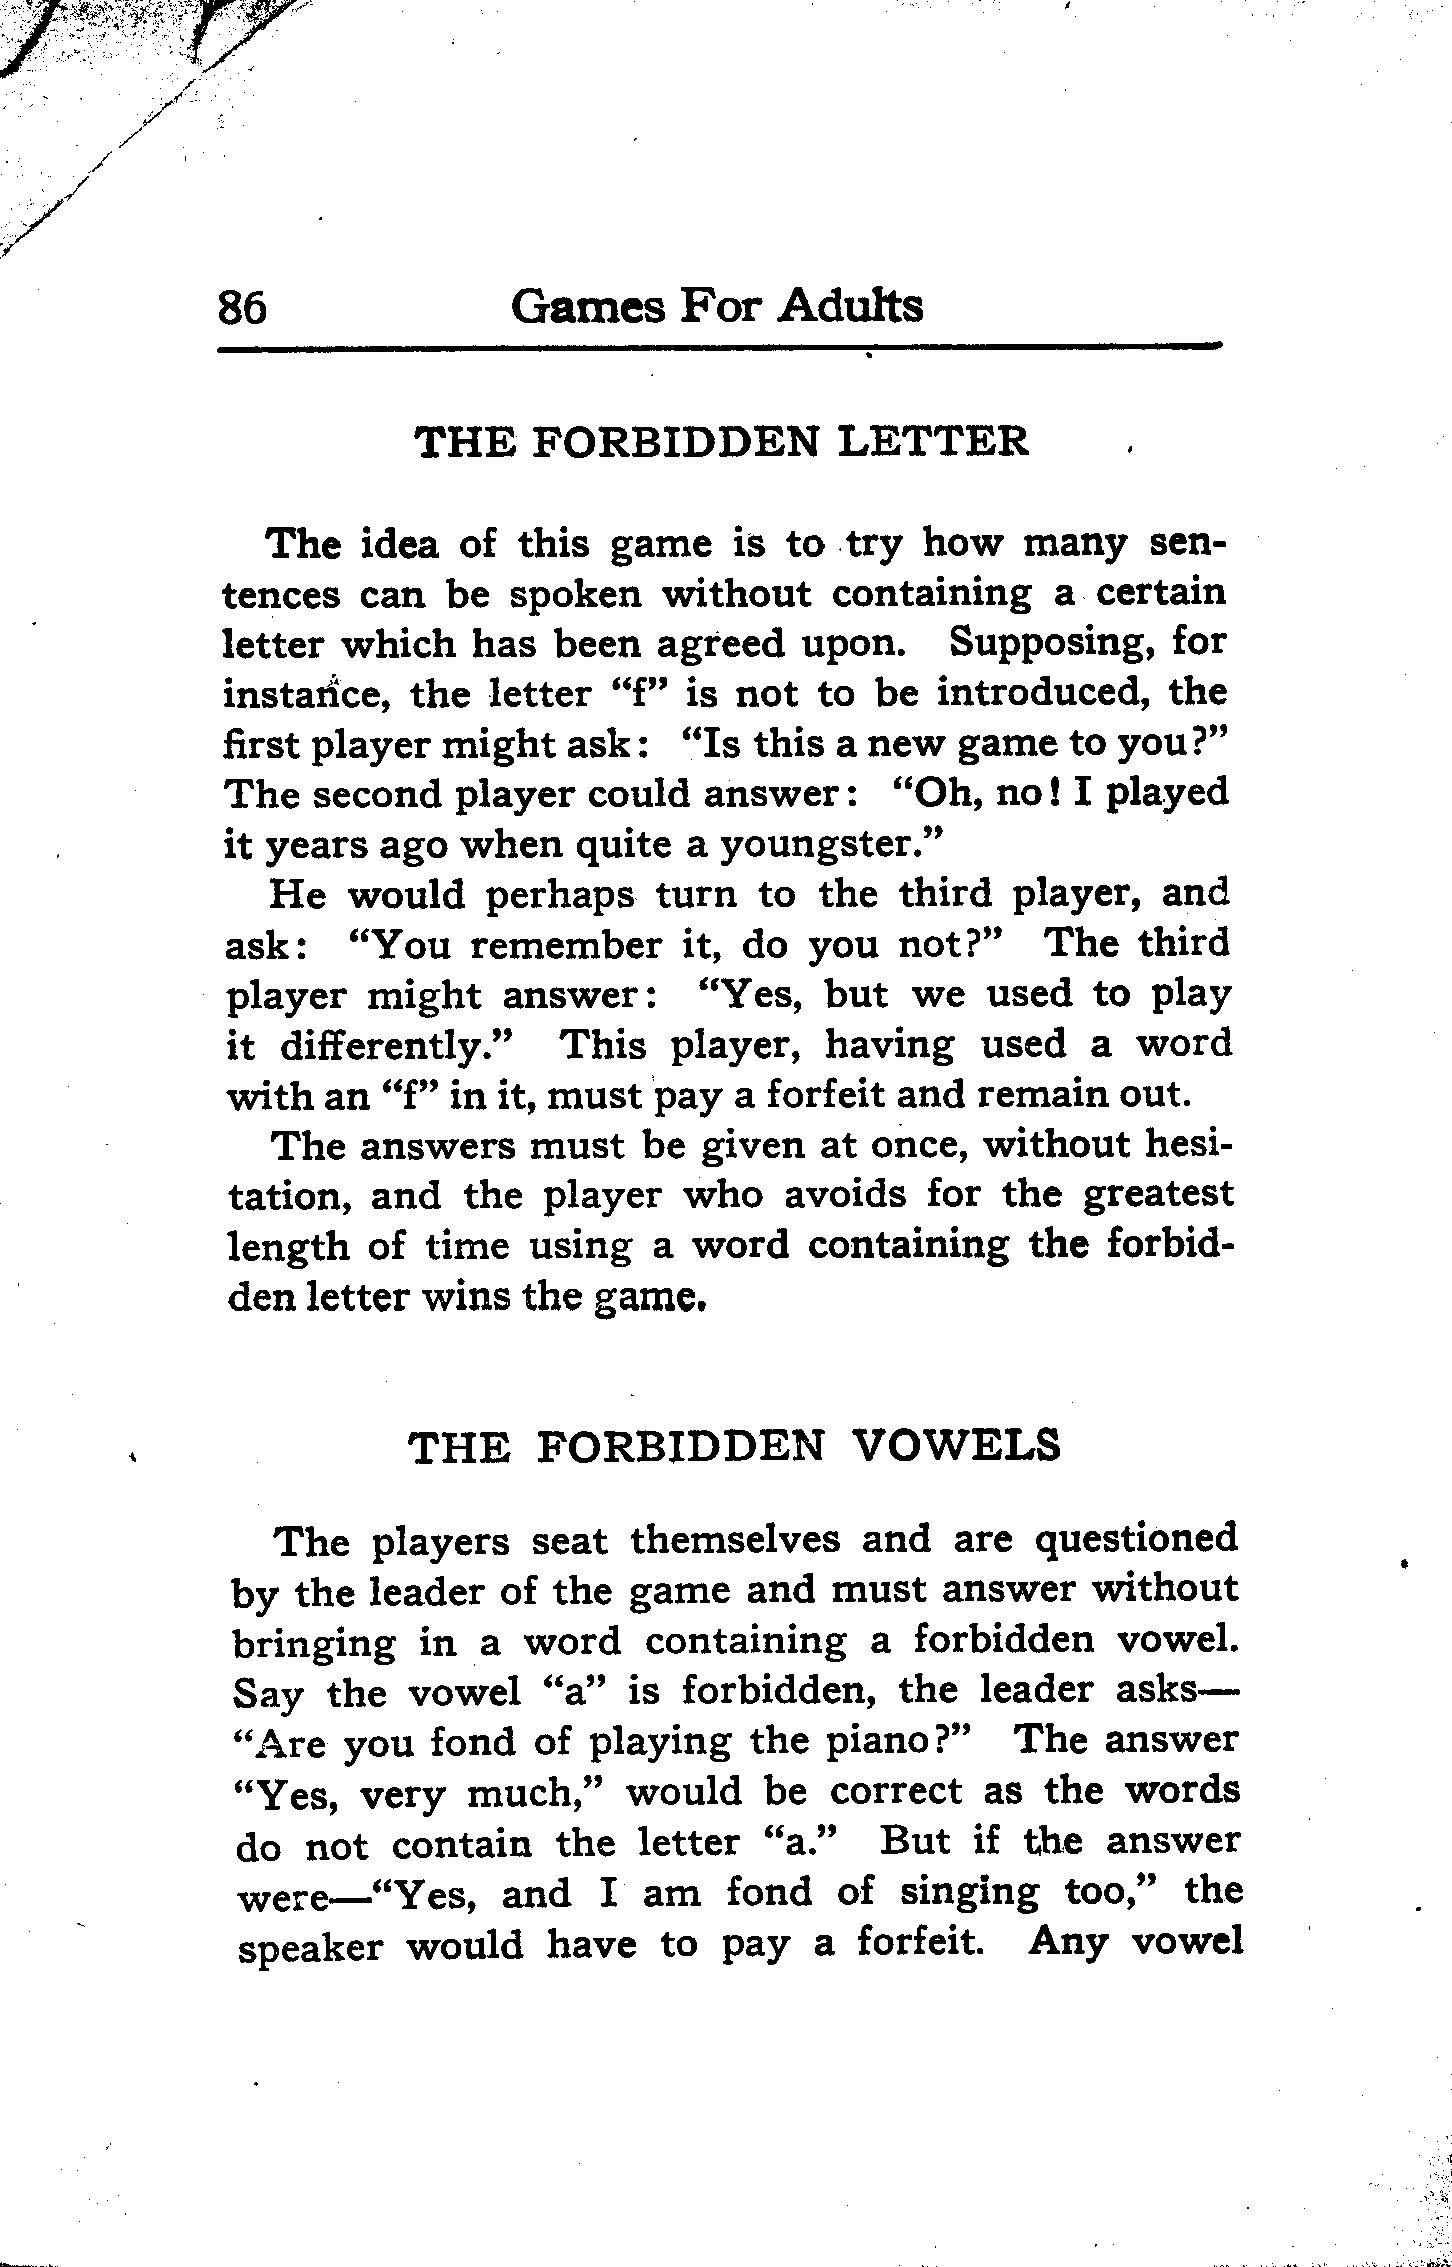 86 Games For Adults
THE FORBIDDEN LETTER
The idea of this game is to try how many sen-
tences can be spoken without containing a certain
letter which has been agreed upon. Supposing, for
instance, the letter “f” is not to be introduced, the
first player might ask: “Is this a new game to you?”
The second player could answer: “Oh, no! I played
it years ago when quite a youngster.”
He would perhaps turn to the third player, and
ask: “You remember it, do you not?” The third
player might answer: “Yes, but we used to play
it differently.” This player, having used a word
with an “f” in it, must pay a forfeit and remain out.
The answers must be given at once, without hesi-
tation, and the player who avoids for the greatest
length of time using a word containing the forbid-
den letter wins the game.
THE FORBIDDEN VOWELS
The players seat themselves and are questioned
by the leader of the game and must answer without
bringing in a word containing a forbidden vowel.
Say the vowel “a” is forbidden, the leader asks—
“Are you fond of playing the piano?” The answer
“Yes, very much,” would be correct as the words
do not contain the letter “a.” But if the answer
were—“Yes, and I am fond of singing too,” the
speaker would have to pay a forfeit. Any vowel